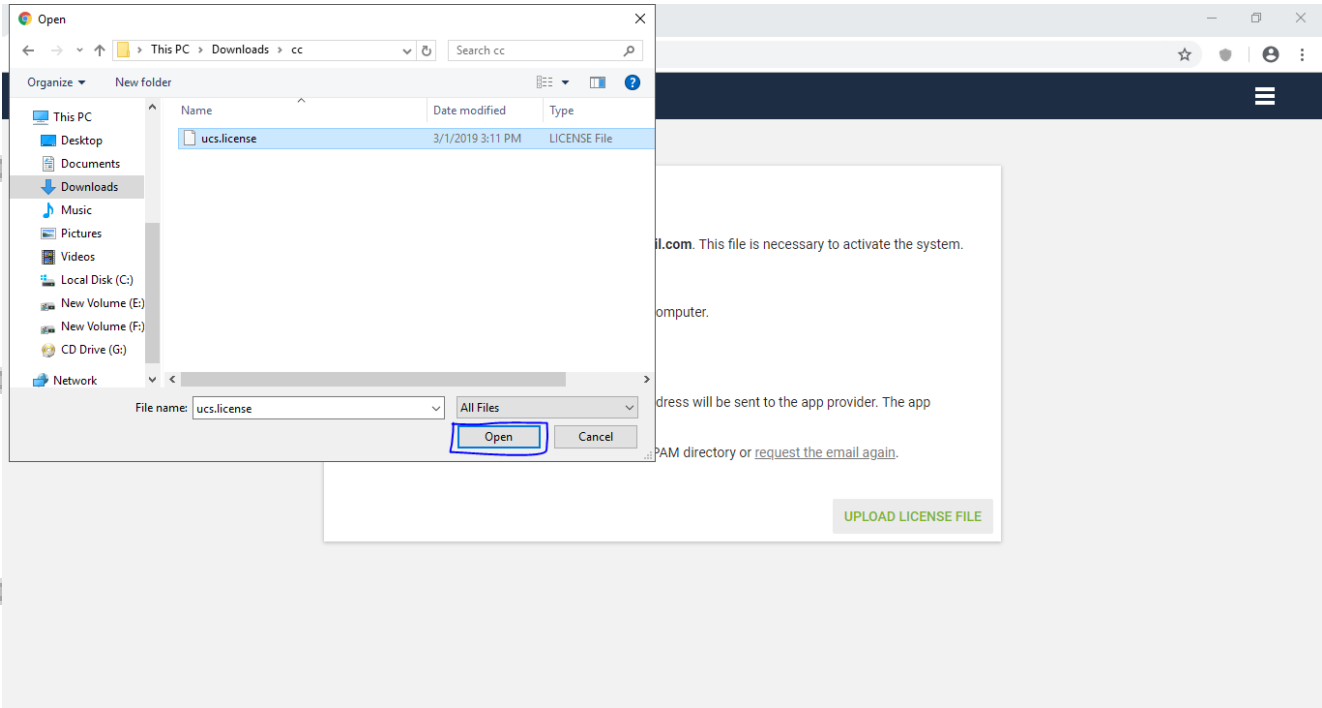 Open
This PC > Downloads > cc
Search cc
Organize
New folder
This PC
Desktop
Documents
Downloads
Music
Pictures
Videos
Local Disk (C:)
New Volume (E:)
New Volume (F:)
CD Drive (G:)
Network
Name Date modified Type
ucs.license 3/1/2019 3:11 PM LICENSE File
File name: ucs.license All Files
Open Cancel
il.com. This file is necessary to activate the system.
omputer.
dress will be sent to the app provider. The app
PAM directory or request the email again.
UPLOAD LICENSE FILE